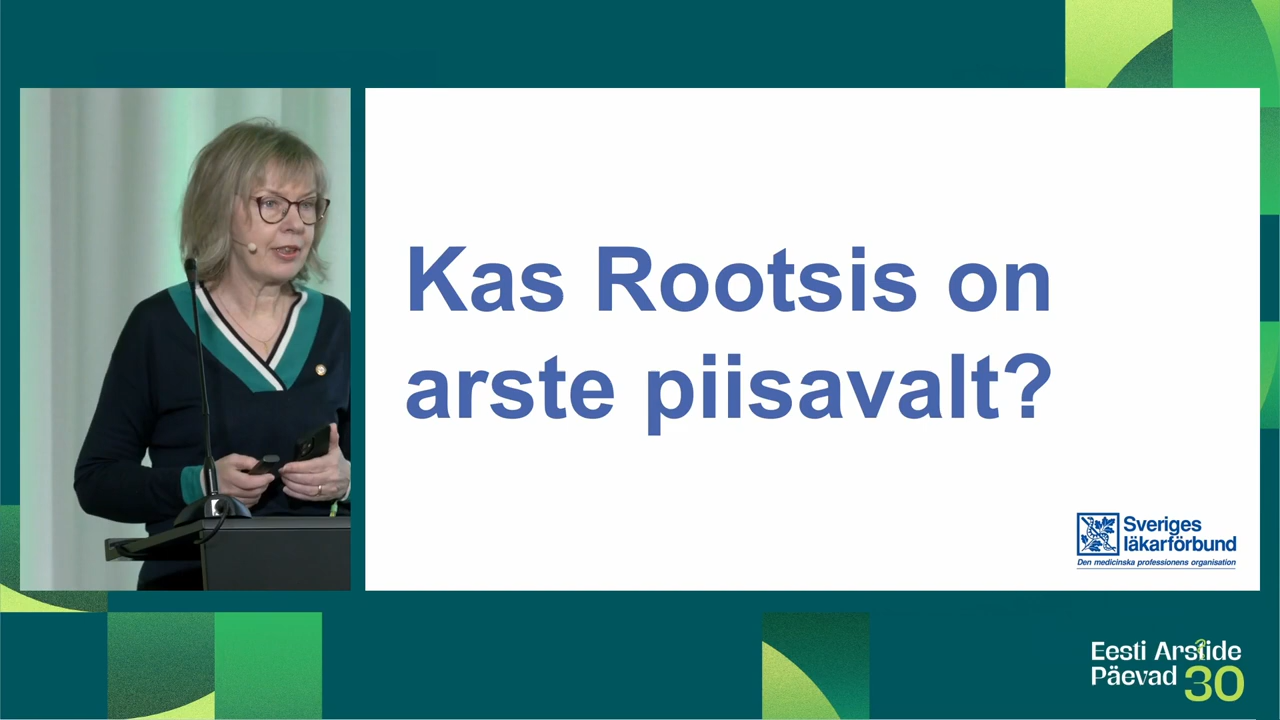 Kas Rootsis on
arste piisavalt?
Sveriges
läkarförbund
Den medicinska professionens organisation
Eesti Arstide
Päevad 30